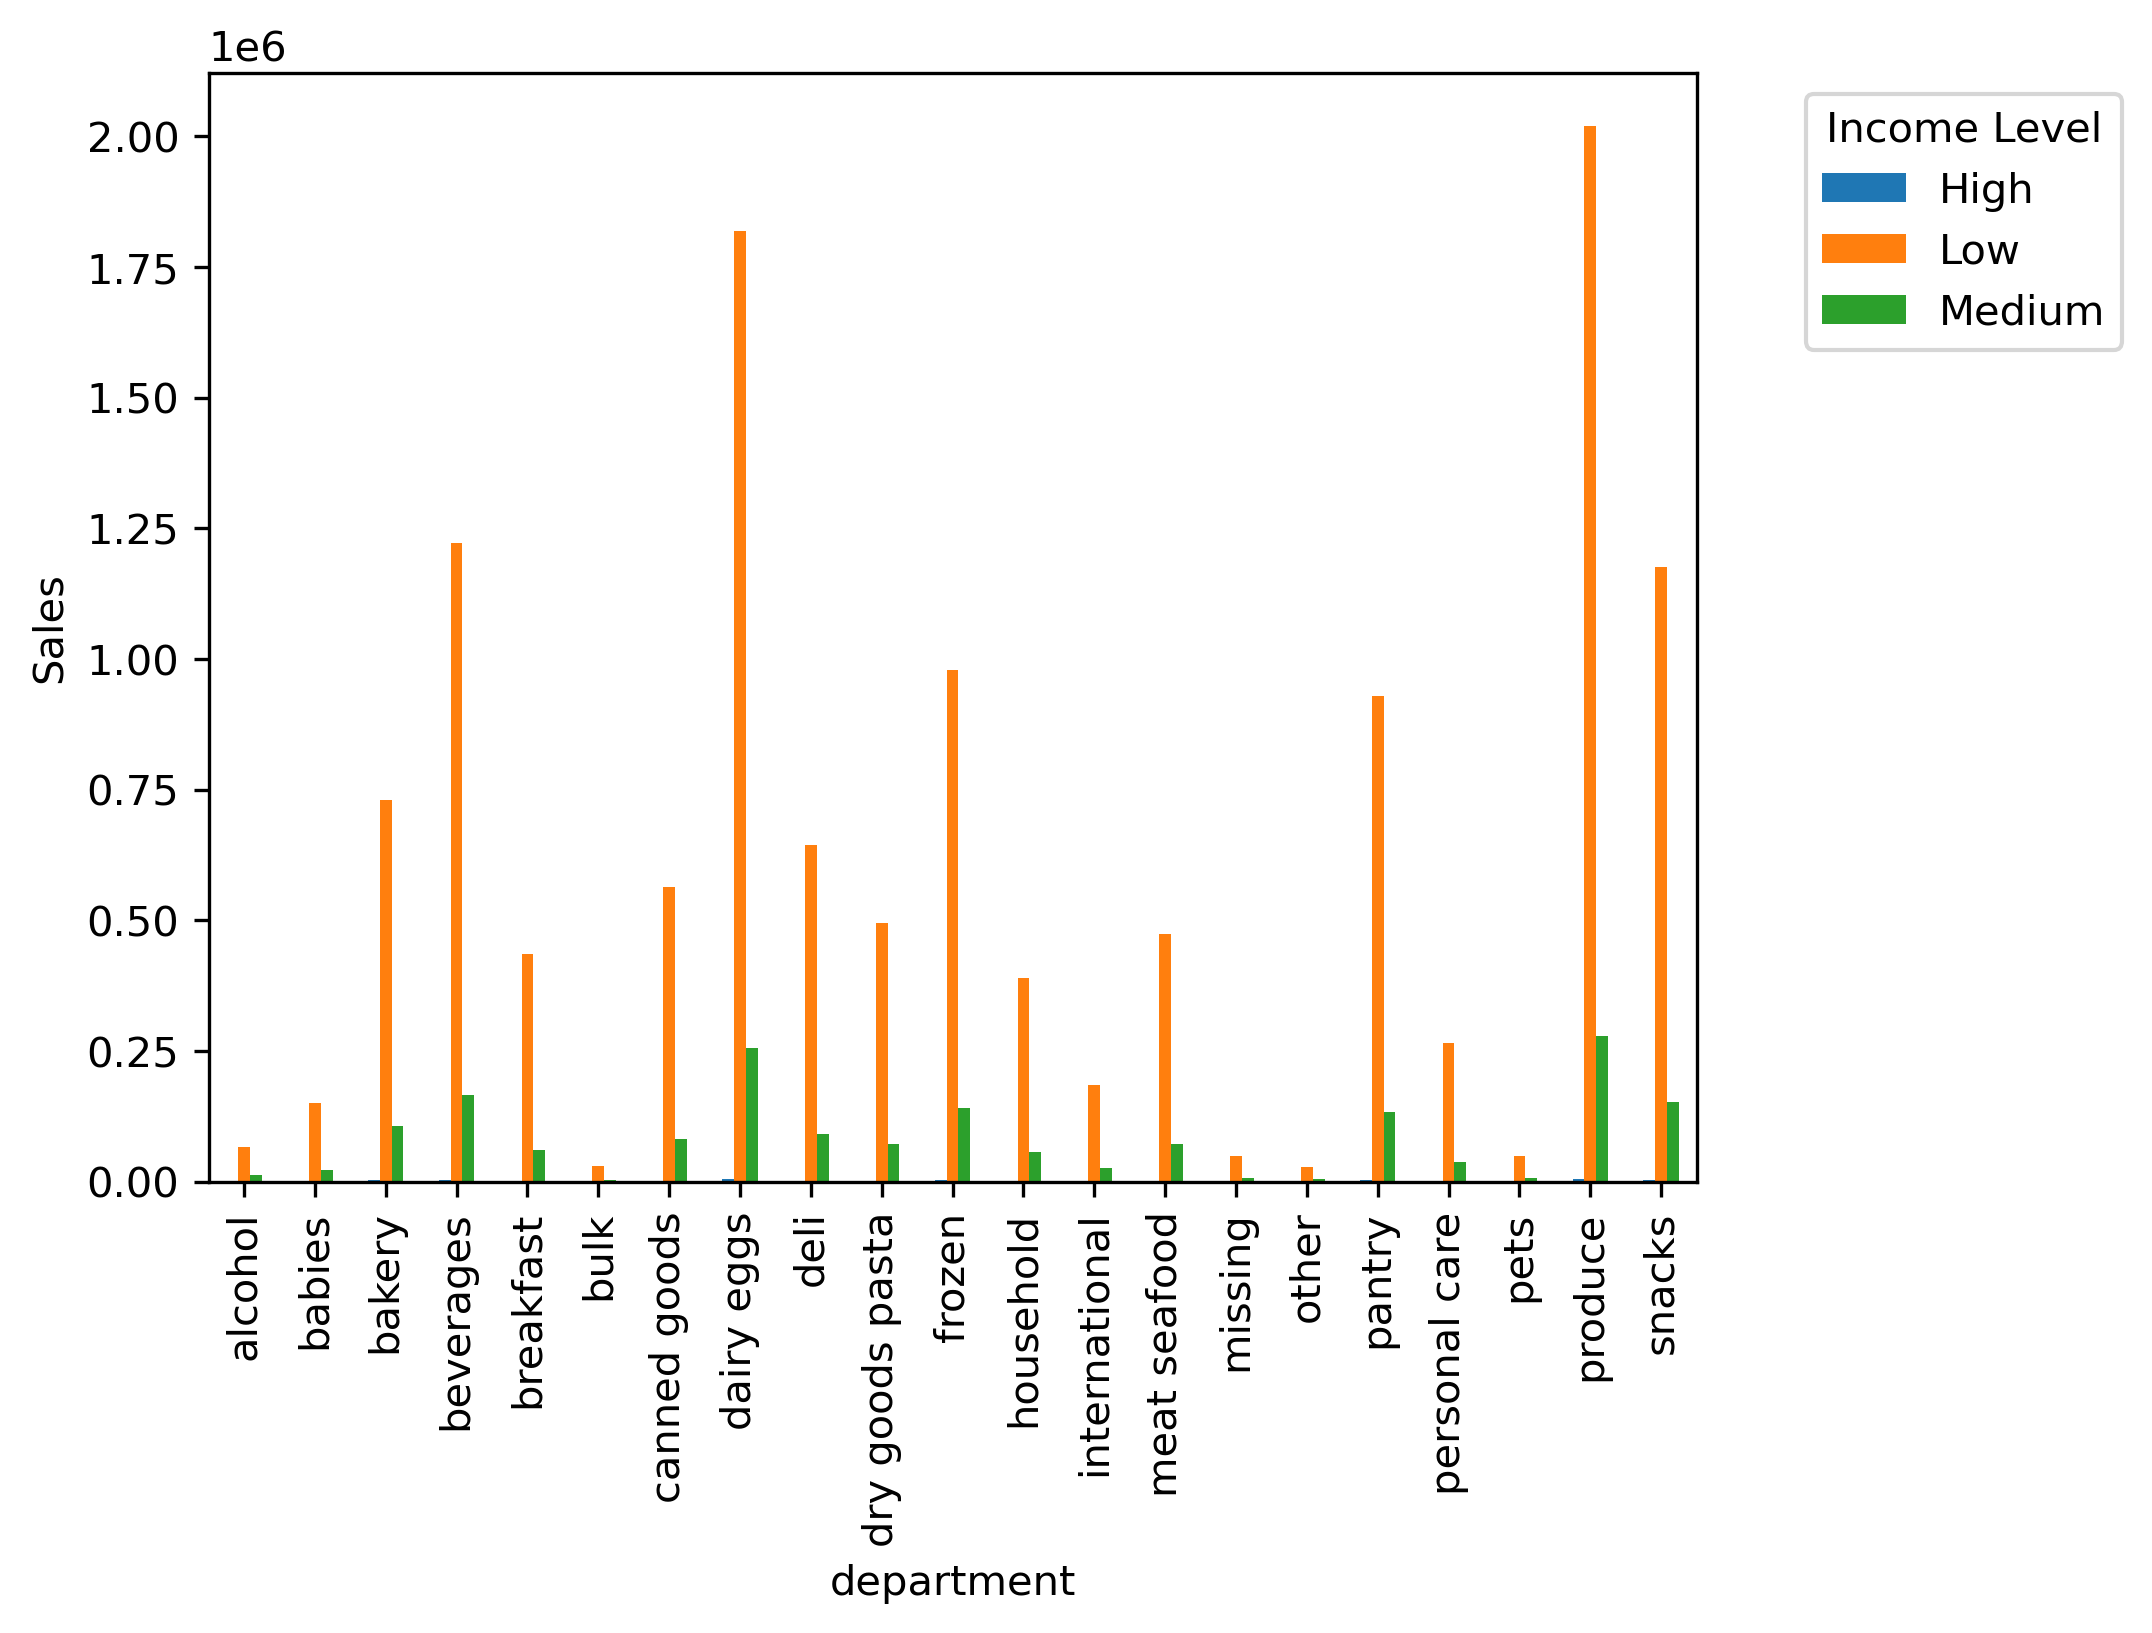 1e6
2.00
1.75
1.50
1.25
1.00
0.75
0.50
0.25
0.00
Sales
alcohol
babies
bakery
beverages
breakfast
bulk
canned goods
dairy eggs
deli
dry goods pasta
frozen
household
international
meat seafood
missing
other
pantry
personal care
pets
produce
snacks
department
Income Level
High
Low
Medium